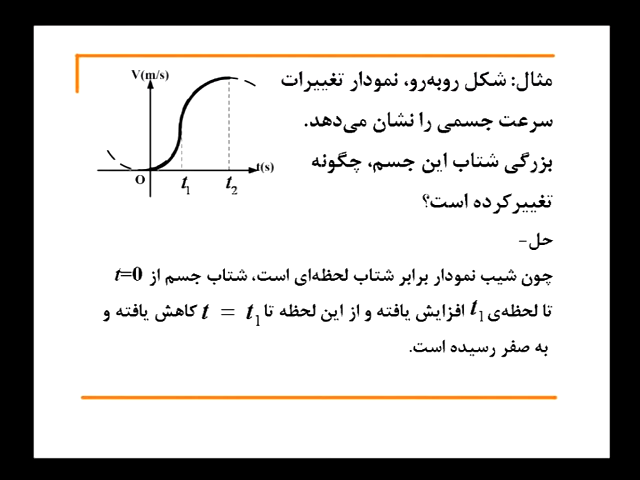 مثال: شکل روبه‌رو، نمودار تغییرات
سرعت جسمی را نشان می‌دهد.
بزرگی شتاب این جسم، چگونه
تغییر کرده است؟
V(m/s)
t(s)
O
t₁
t₂
حل-
چون شیب نمودار برابر شتاب لحظه‌ای است، شتاب جسم از t=0
تا لحظه‌ی t₁ افزایش یافته و از این لحظه تا t = t₁ کاهش یافته و
به صفر رسیده است.